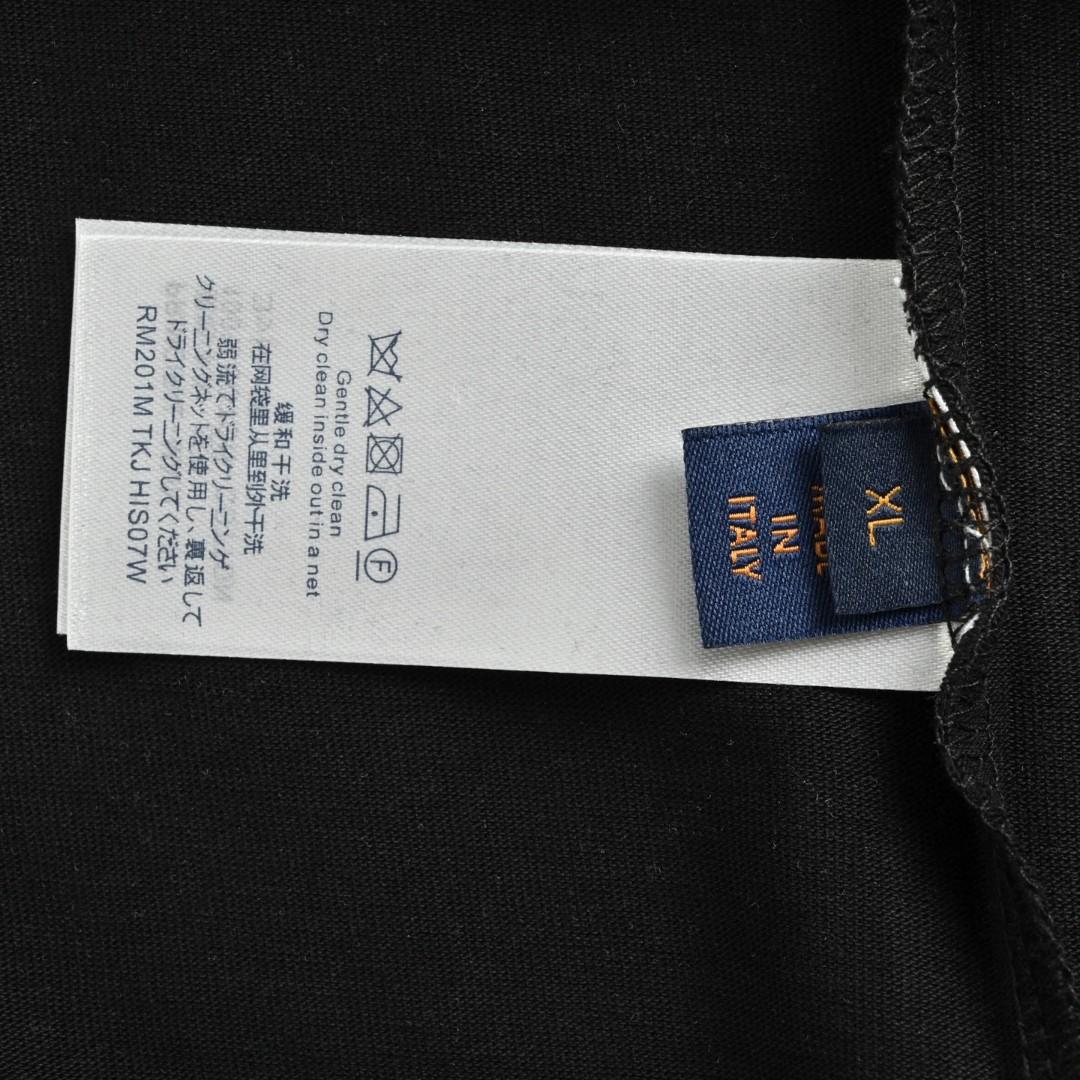 Gentle dry clean
Dry clean inside out in a net
缓和干洗
在网袋里从里到外干洗
弱流でドライクリーニング
クリーニングネットを使用し、裏返して
ドライクリーニングしてください
RM201M TKJ HIS07W
F
XL
IN
ITALY